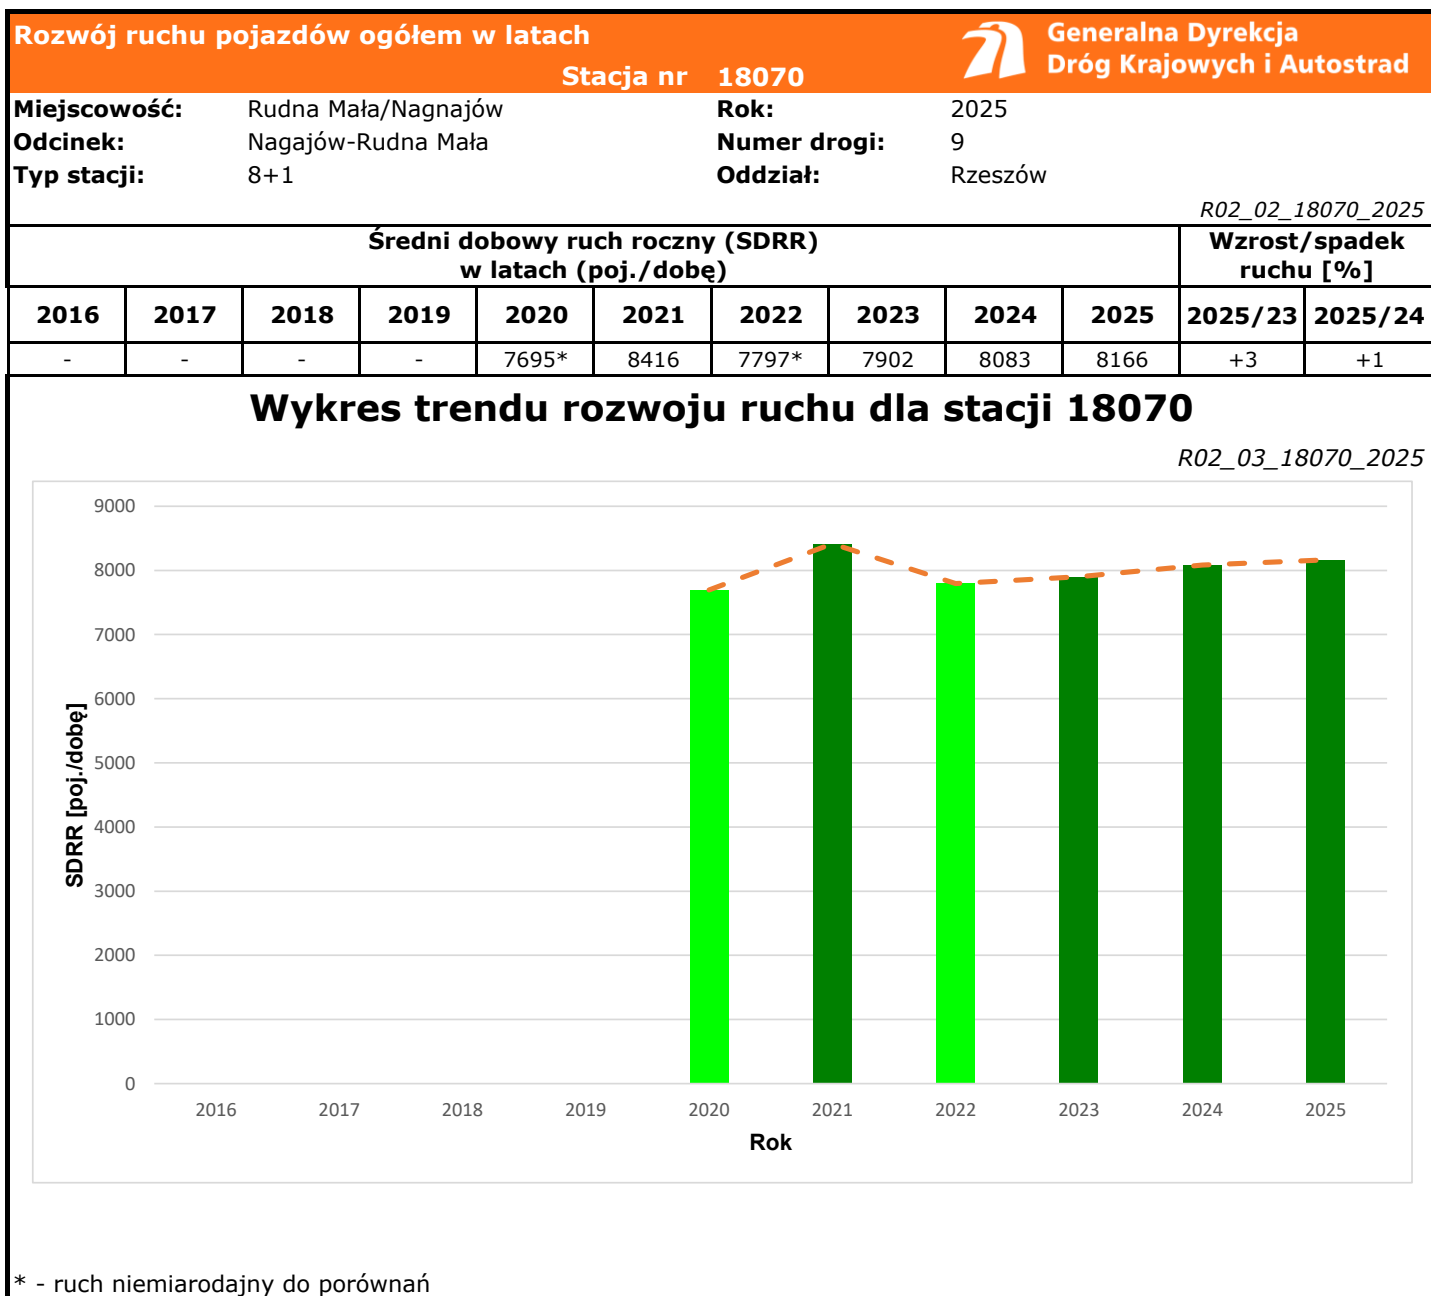 Rozwój ruchu pojazdów ogółem w latach
Generalna Dyrekcja
Dróg Krajowych i Autostrad
Stacja nr 18070
Miejscowość: Rudna Mała/Nagnajów Rok: 2025
Odcinek: Nagajów-Rudna Mała Numer drogi: 9
Typ stacji: 8+1 Oddział: Rzeszów
R02_02_18070_2025
Średni dobowy ruch roczny (SDRR)
w latach (poj./dobę)
Wzrost/spadek
ruchu [%]
2016 2017 2018 2019 2020 2021 2022 2023 2024 2025 2025/23 2025/24
- - - - 7695* 8416 7797* 7902 8083 8166 +3 +1
Wykres trendu rozwoju ruchu dla stacji 18070
R02_03_18070_2025
9000
8000
7000
6000
5000
4000
3000
2000
1000
0
SDRR [poj./dobę]
2016 2017 2018 2019 2020 2021 2022 2023 2024 2025
Rok
* - ruch niemiarodajny do porównań